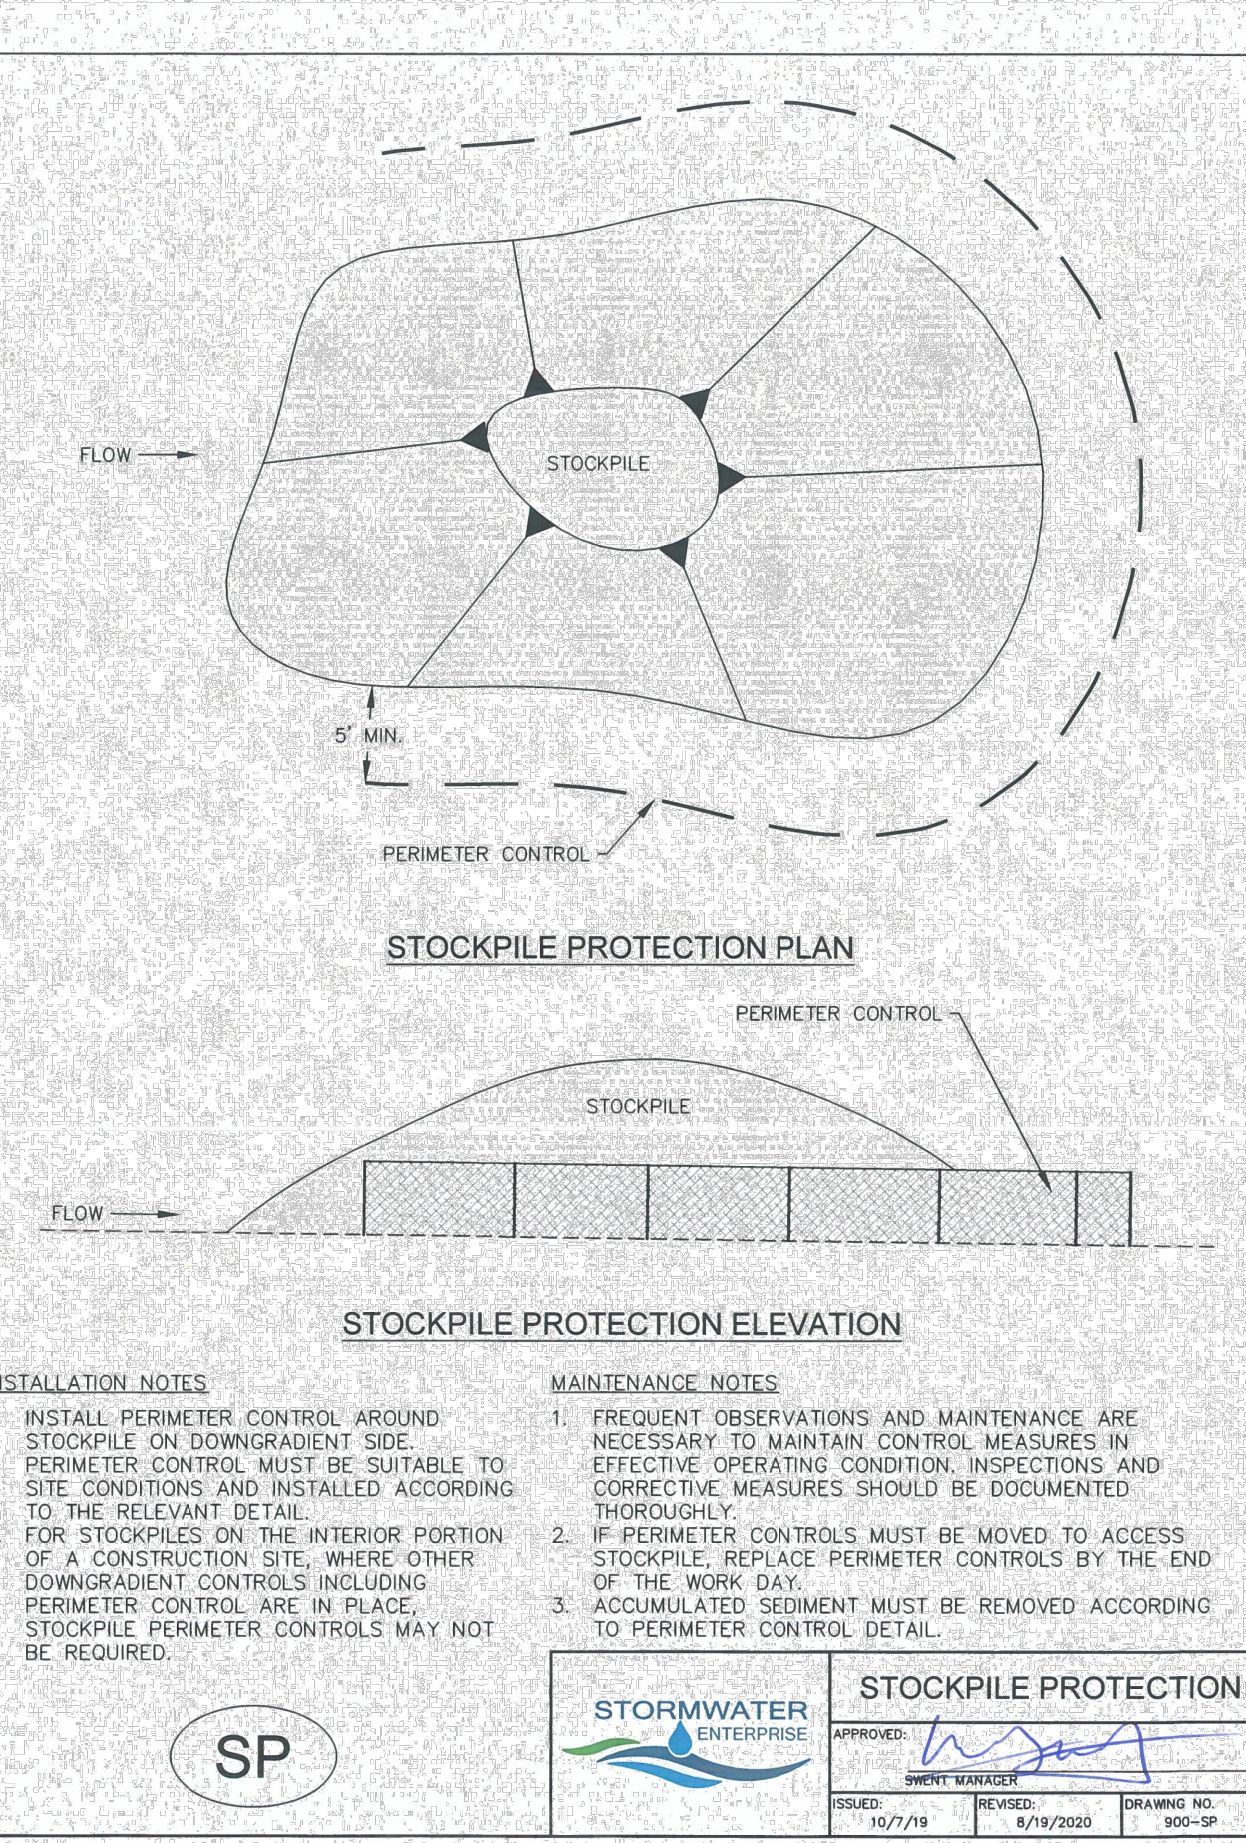 FLOW
STOCKPILE
5' MIN.
PERIMETER CONTROL
STOCKPILE PROTECTION PLAN
PERIMETER CONTROL
STOCKPILE
FLOW
STOCKPILE PROTECTION ELEVATION
NSTALLATION NOTES
INSTALL PERIMETER CONTROL AROUND
STOCKPILE ON DOWNGRADIENT SIDE.
PERIMETER CONTROL MUST BE SUITABLE TO
SITE CONDITIONS AND INSTALLED ACCORDING
TO THE RELEVANT DETAIL.
FOR STOCKPILES ON THE INTERIOR PORTION
OF A CONSTRUCTION SITE, WHERE OTHER
DOWNGRADIENT CONTROLS INCLUDING
PERIMETER CONTROL ARE IN PLACE,
STOCKPILE PERIMETER CONTROLS MAY NOT
BE REQUIRED.
MAINTENANCE NOTES
1. FREQUENT OBSERVATIONS AND MAINTENANCE ARE
NECESSARY TO MAINTAIN CONTROL MEASURES IN
EFFECTIVE OPERATING CONDITION. INSPECTIONS AND
CORRECTIVE MEASURES SHOULD BE DOCUMENTED
THOROUGHLY.
2. IF PERIMETER CONTROLS MUST BE MOVED TO ACCESS
STOCKPILE, REPLACE PERIMETER CONTROLS BY THE END
OF THE WORK DAY.
3. ACCUMULATED SEDIMENT MUST BE REMOVED ACCORDING
TO PERIMETER CONTROL DETAIL.
SP
STORMWATER
ENTERPRISE
STOCKPILE PROTECTION
APPROVED:
SWENT MANAGER
ISSUED:
10/7/19
REVISED:
8/19/2020
DRAWING NO.
900-SP